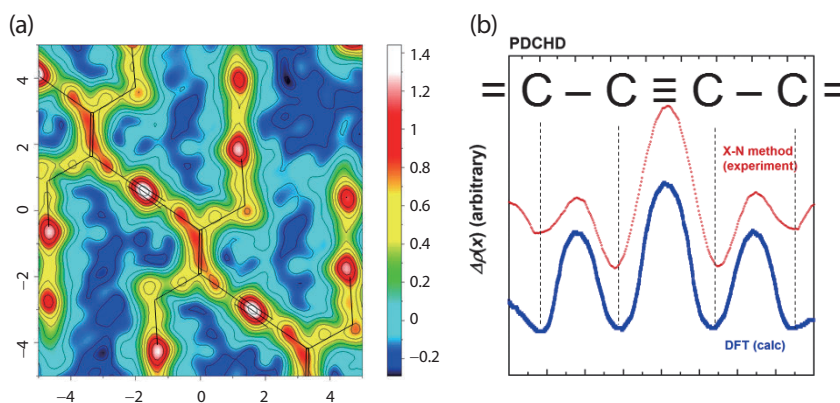 (a)
4
2
0
−2
−4
−4
−2
0
2
4
1.4
1.2
1
0.8
0.6
0.4
0.2
0
−0.2
(b)
PDCHD
= C – C ≡ C – C =
X-N method
(experiment)
Δρ(x) (arbitrary)
DFT (calc)